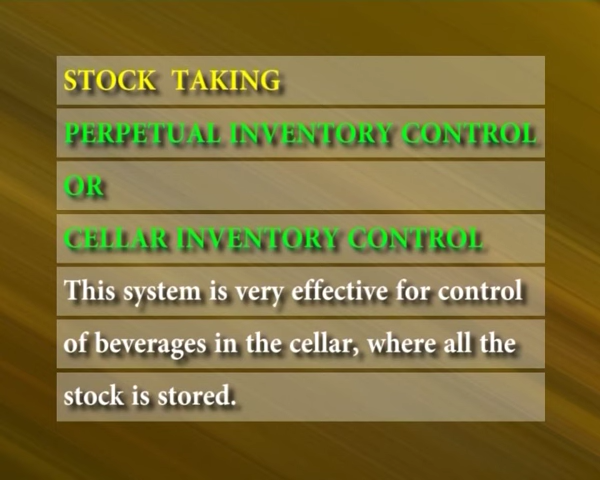 STOCK TAKING
PERPETUAL INVENTORY CONTROL
OR
CELLAR INVENTORY CONTROL
This system is very effective for control
of beverages in the cellar, where all the
stock is stored.